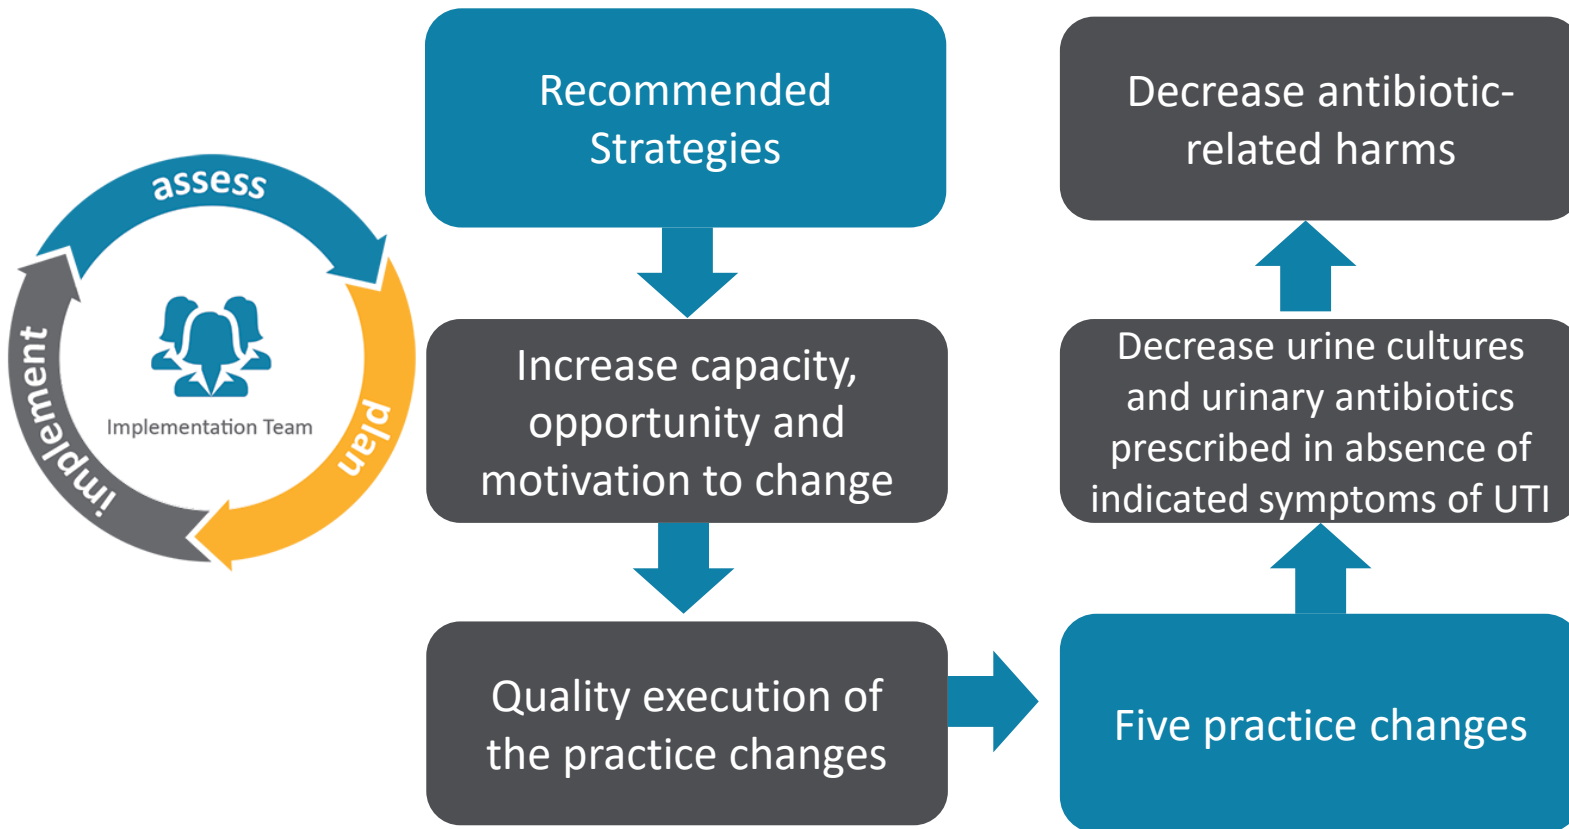 assess
plan
implement
Implementation Team
Recommended
Strategies
Increase capacity,
opportunity and
motivation to change
Quality execution of
the practice changes
Five practice changes
Decrease urine cultures
and urinary antibiotics
prescribed in absence of
indicated symptoms of UTI
Decrease antibiotic-
related harms